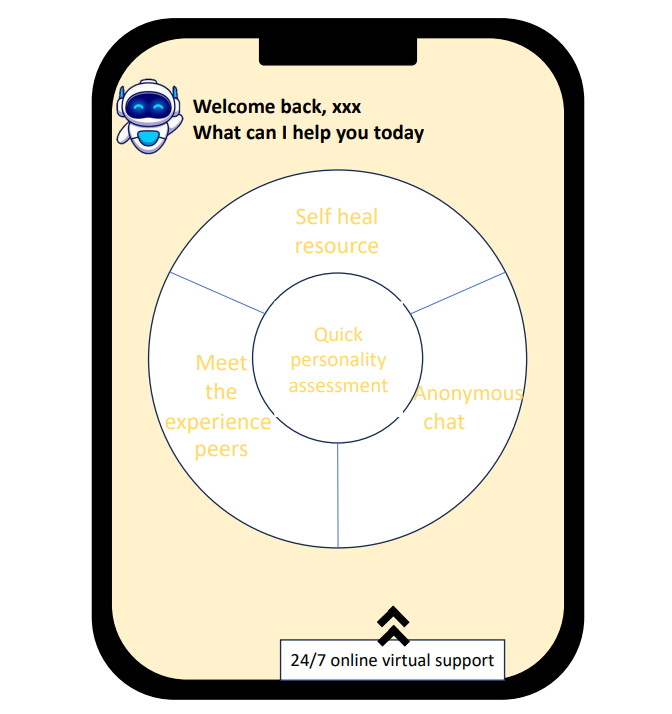 Welcome back, xxx
What can I help you today
Self heal
resource
Quick
personality
assessment
Meet
the
experience
peers
Anonymous
chat
24/7 online virtual support